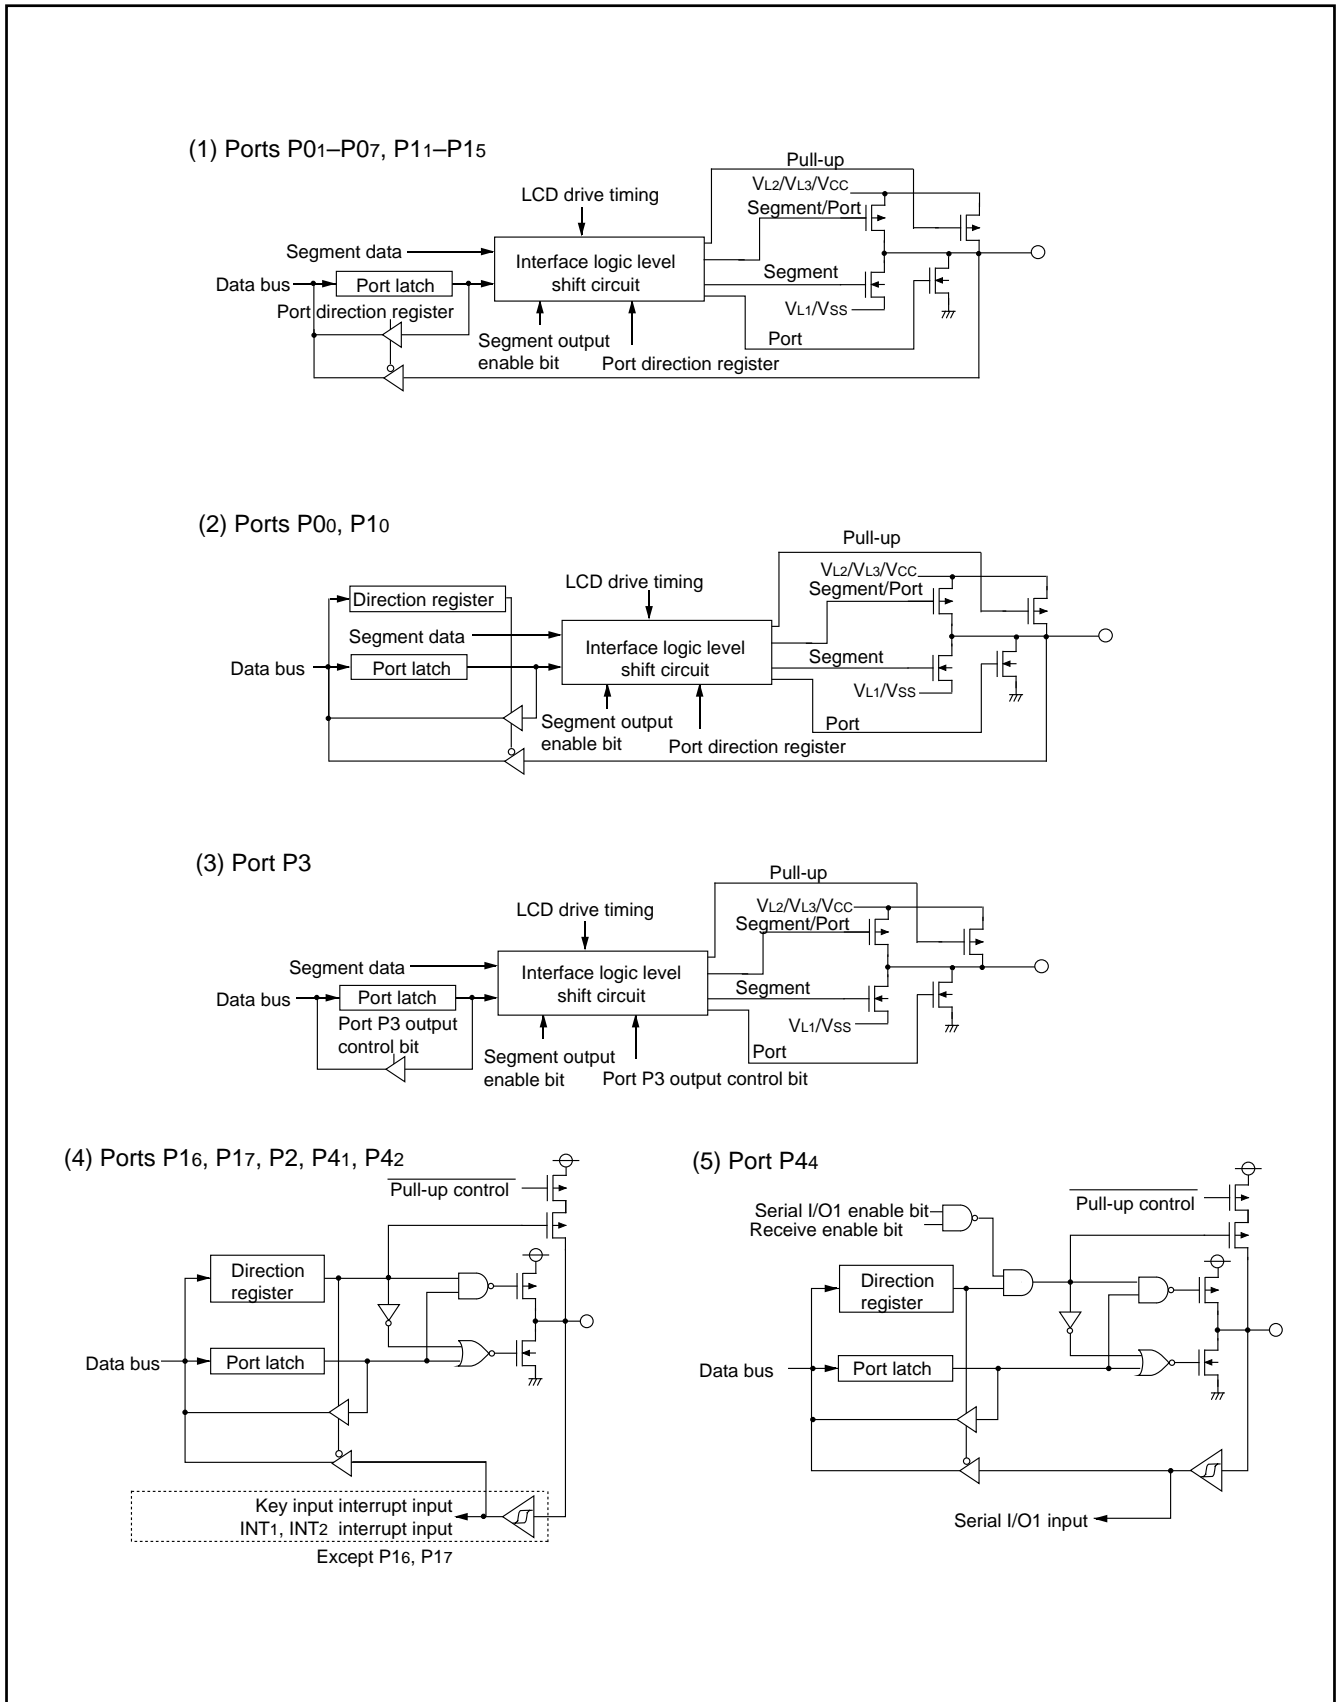 (1) Ports P01–P07, P11–P15
Pull-up
VL2/VL3/VCC
LCD drive timing
Segment/Port
Segment data
Interface logic level
shift circuit
Segment
Data bus
Port latch
Port direction register
VL1/VSS
Segment output
enable bit
Port
Port direction register
(2) Ports P00, P10
Pull-up
VL2/VL3/VCC
LCD drive timing
Segment/Port
Direction register
Segment data
Interface logic level
shift circuit
Segment
Data bus
Port latch
VL1/VSS
Segment output
enable bit
Port
Port direction register
(3) Port P3
Pull-up
VL2/VL3/VCC
LCD drive timing
Segment/Port
Segment data
Interface logic level
shift circuit
Segment
Data bus
Port latch
Port P3 output
control bit
VL1/VSS
Segment output
enable bit
Port
Port P3 output control bit
(4) Ports P16, P17, P2, P41, P42
Pull-up control
Direction
register
Data bus
Port latch
Key input interrupt input
INT1, INT2 interrupt input
Except P16, P17
(5) Port P44
Pull-up control
Serial I/O1 enable bit
Receive enable bit
Direction
register
Data bus
Port latch
Serial I/O1 input